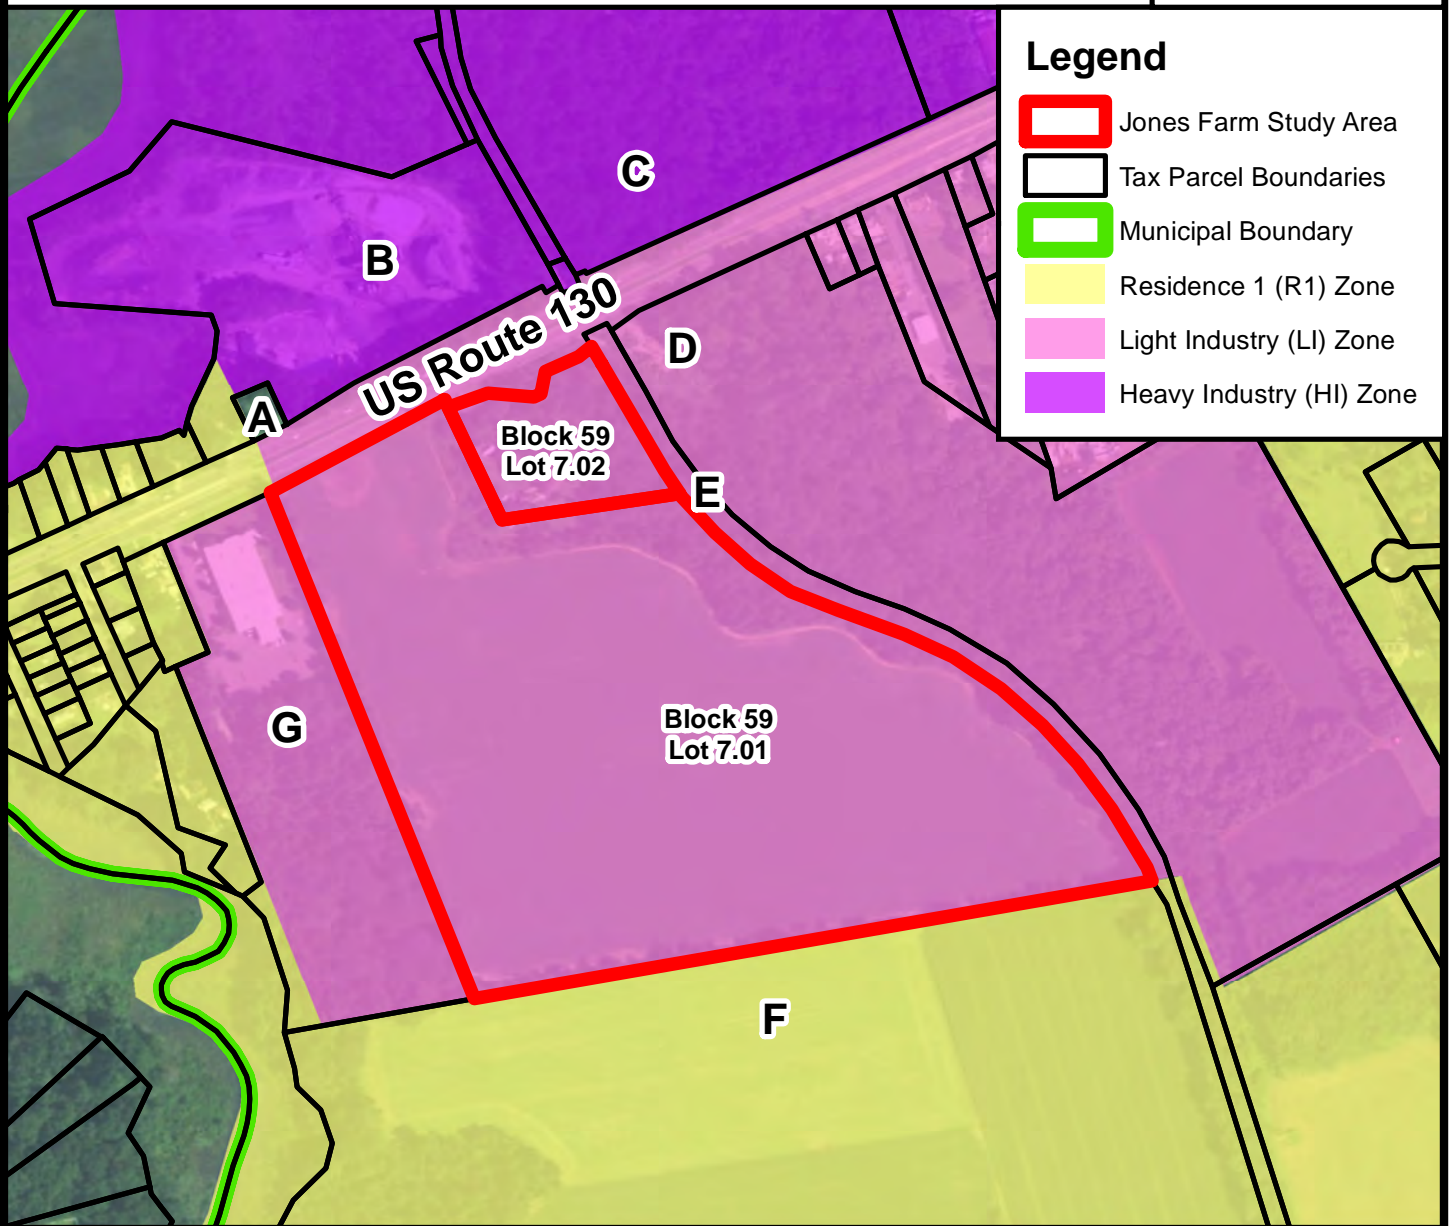 Legend
Jones Farm Study Area
Tax Parcel Boundaries
Municipal Boundary
Residence 1 (R1) Zone
Light Industry (LI) Zone
Heavy Industry (HI) Zone
C
B
US Route 130
D
A
Block 59
Lot 7.02
E
G
Block 59
Lot 7.01
F